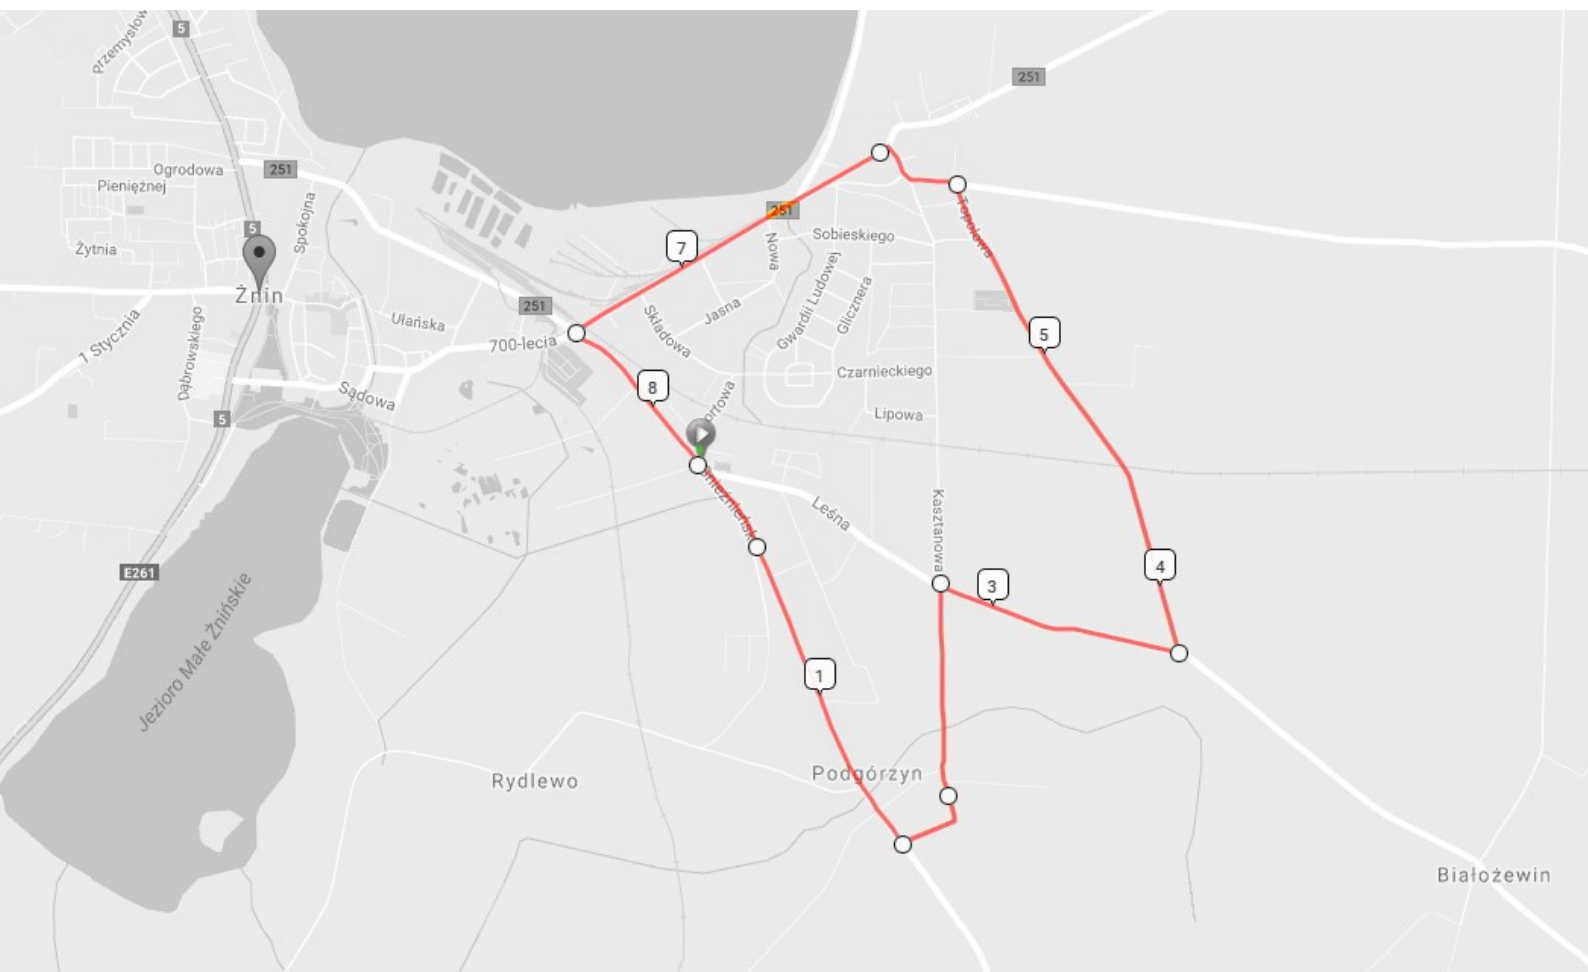 5
Przemysłow
251
Ogrodowa
251
Pieniężnej
Spokojna
Topolowa
251
5
Sobieskiego
Żytnia
7
Nowa
Gwardii Ludowej
Glicznera
Żnin
251
Jasna
Składowa
Ułańska
5
1 Stycznia
Dąbrowskiego
700-lecia
Czarnieckiego
8
Sądowa
ortowa
Lipowa
5
Leśna
Kasztanowa
E261
4
3
Jezioro Małe Żnińskie
1
Podgórzyn
Rydlewo
Białożewin